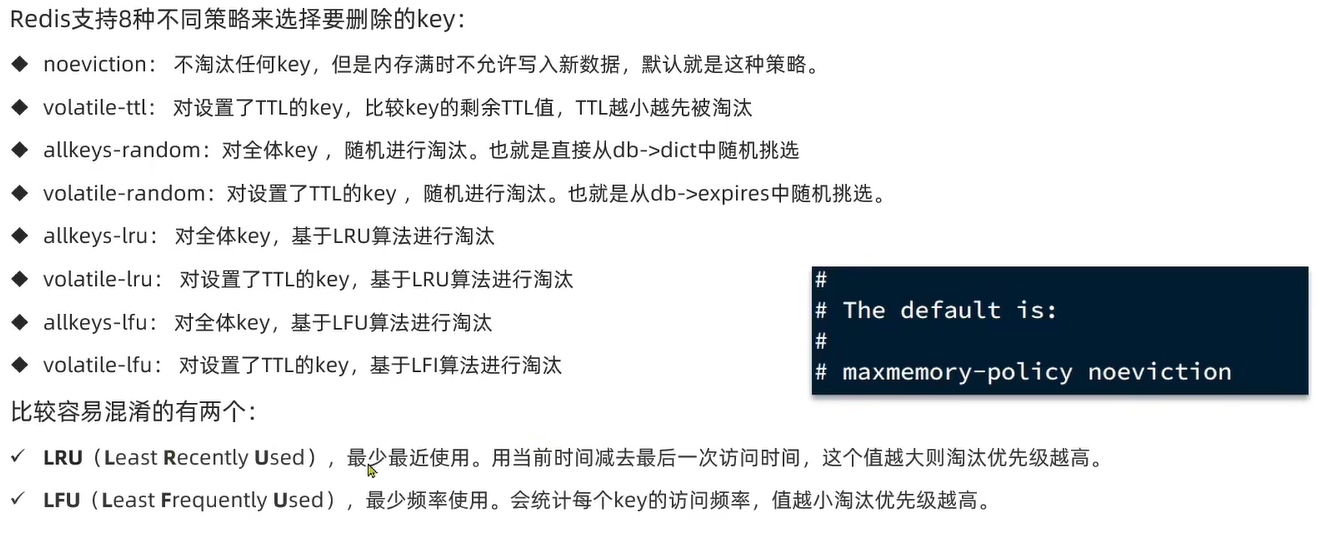 Redis支持8种不同策略来选择要删除的key：
◆ noeviction： 不淘汰任何key，但是内存满时不允许写入新数据，默认就是这种策略。
◆ volatile-ttl： 对设置了TTL的key，比较key的剩余TTL值，TTL越小越先被淘汰
◆ allkeys-random：对全体key ，随机进行淘汰。也就是直接从db->dict中随机挑选
◆ volatile-random：对设置了TTL的key ，随机进行淘汰。也就是从db->expires中随机挑选。
◆ allkeys-lru： 对全体key，基于LRU算法进行淘汰
◆ volatile-lru： 对设置了TTL的key，基于LRU算法进行淘汰
◆ allkeys-lfu： 对全体key，基于LFU算法进行淘汰
◆ volatile-lfu： 对设置了TTL的key，基于LFI算法进行淘汰
#
# The default is:
#
# maxmemory-policy noeviction
比较容易混淆的有两个：
✓ LRU（Least Recently Used），最少最近使用。用当前时间减去最后一次访问时间，这个值越大则淘汰优先级越高。
✓ LFU（Least Frequently Used），最少频率使用。会统计每个key的访问频率，值越小淘汰优先级越高。